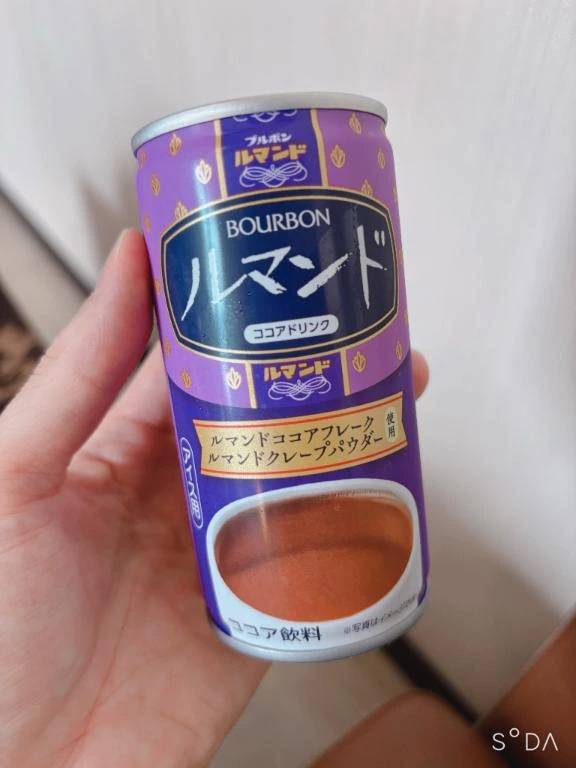 ブルボン
ルマンド
BOURBON
ルマンド
ココアドリンク
ルマンド
ルマンドココアフレーク
ルマンドクレープパウダー
使用
ココア飲料
S°DA